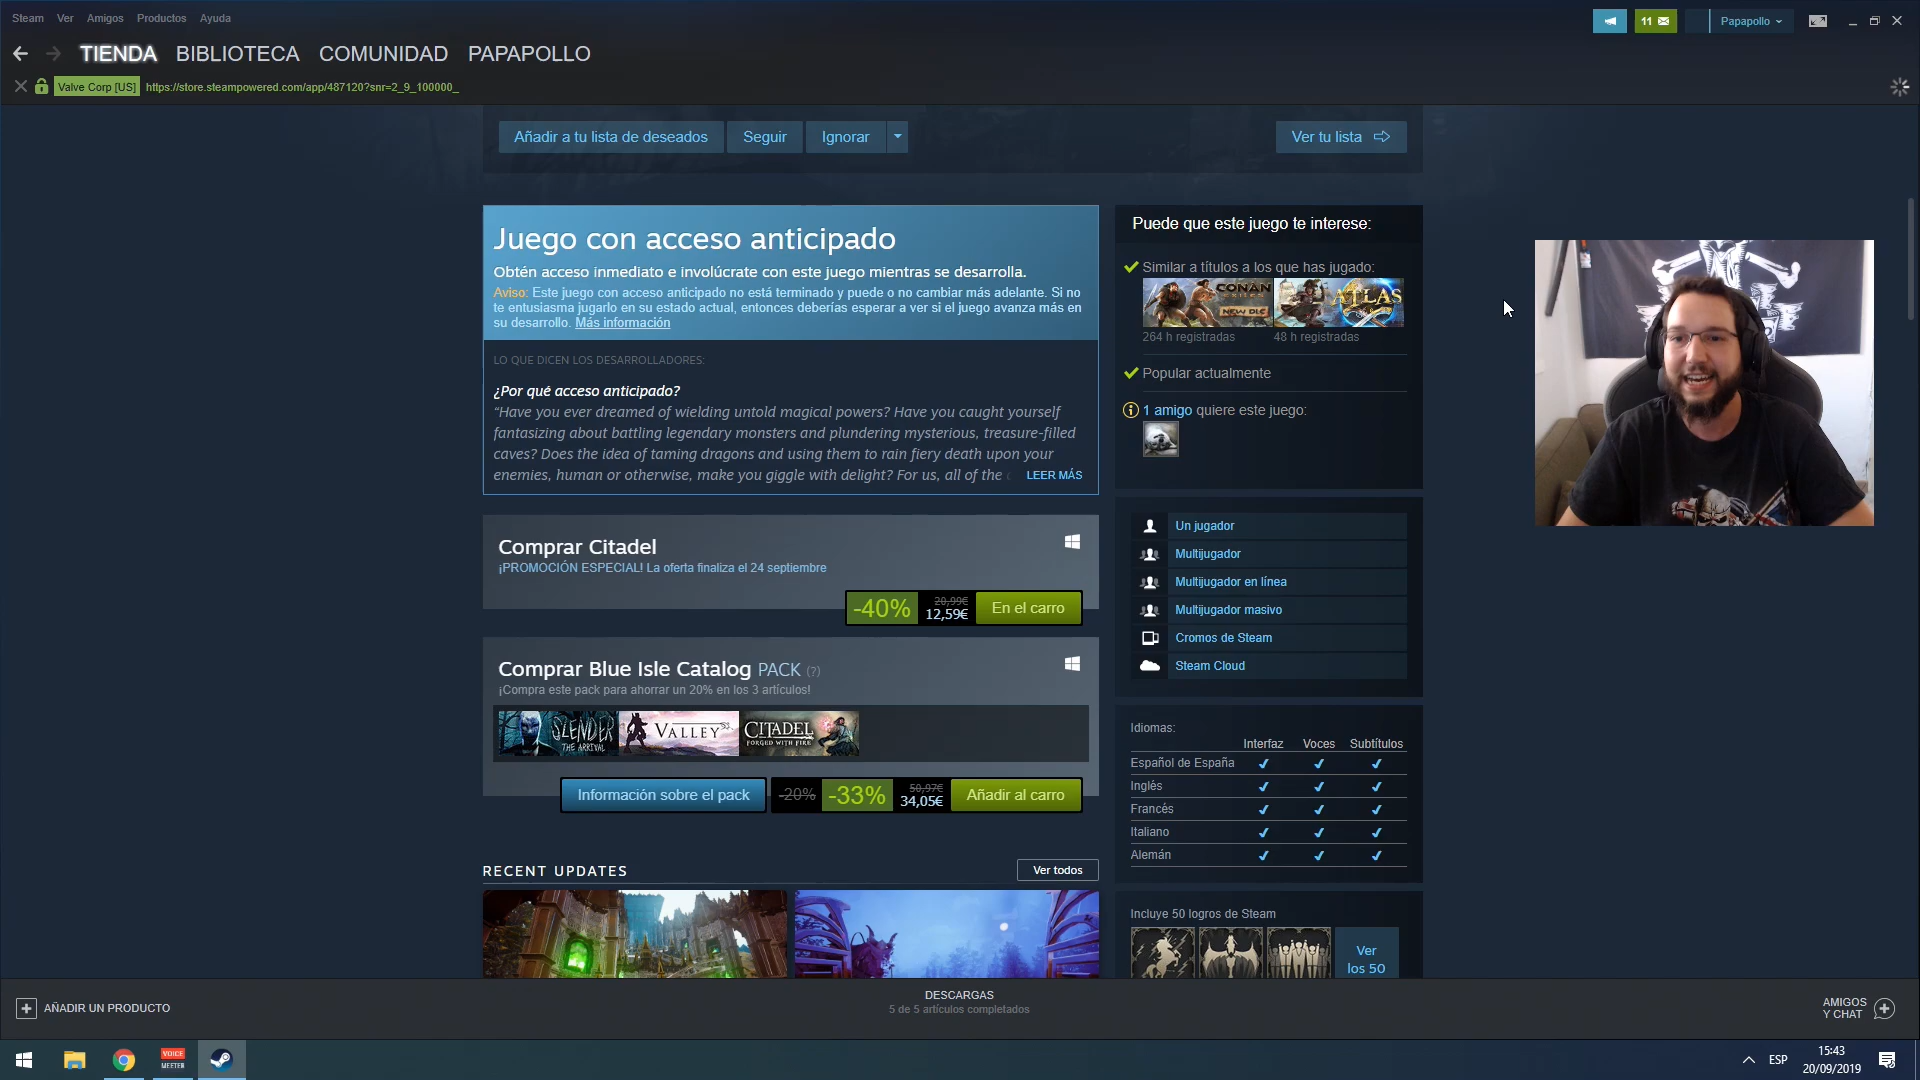 Steam Ver Amigos Productos Ayuda
11
Papapollo
TIENDA BIBLIOTECA COMUNIDAD PAPAPOLLO
Valve Corp [US] https://store.steampowered.com/app/487120?snr=2_9_100000_
Añadir a tu lista de deseados Seguir Ignorar Ver tu lista
Juego con acceso anticipado
Obtén acceso inmediato e involúcrate con este juego mientras se desarrolla.
Aviso: Este juego con acceso anticipado no está terminado y puede o no cambiar más adelante. Si no
te entusiasma jugarlo en su estado actual, entonces deberías esperar a ver si el juego avanza más en
su desarrollo. Más información
LO QUE DICEN LOS DESARROLLADORES:
¿Por qué acceso anticipado?
“Have you ever dreamed of wielding untold magical powers? Have you caught yourself
fantasizing about battling legendary monsters and plundering mysterious, treasure-filled
caves? Does the idea of taming dragons and using them to rain fiery death upon your
enemies, human or otherwise, make you giggle with delight? For us, all of the
LEER MÁS
Comprar Citadel
¡PROMOCIÓN ESPECIAL! La oferta finaliza el 24 septiembre
-40%
20,99€
12,59€
En el carro
Comprar Blue Isle Catalog PACK (?)
¡Compra este pack para ahorrar un 20% en los 3 artículos!
SLENDER
THE ARRIVAL
VALLEY
CITADEL
FORGED WITH FIRE
Información sobre el pack
-20%
-33%
50,97€
34,05€
Añadir al carro
RECENT UPDATES
Ver todos
Puede que este juego te interese:
Similar a títulos a los que has jugado:
CONAN
EXILES
NEW DLC
ATLAS
264 h registradas 48 h registradas
Popular actualmente
1 amigo quiere este juego:
Un jugador
Multijugador
Multijugador en línea
Multijugador masivo
Cromos de Steam
Steam Cloud
Idiomas:
Interfaz Voces Subtítulos
Español de España
Inglés
Francés
Italiano
Alemán
Incluye 50 logros de Steam
Ver
los 50
AÑADIR UN PRODUCTO
DESCARGAS
5 de 5 artículos completados
AMIGOS
Y CHAT
VOICE
MEETER
ESP
15:43
20/09/2019